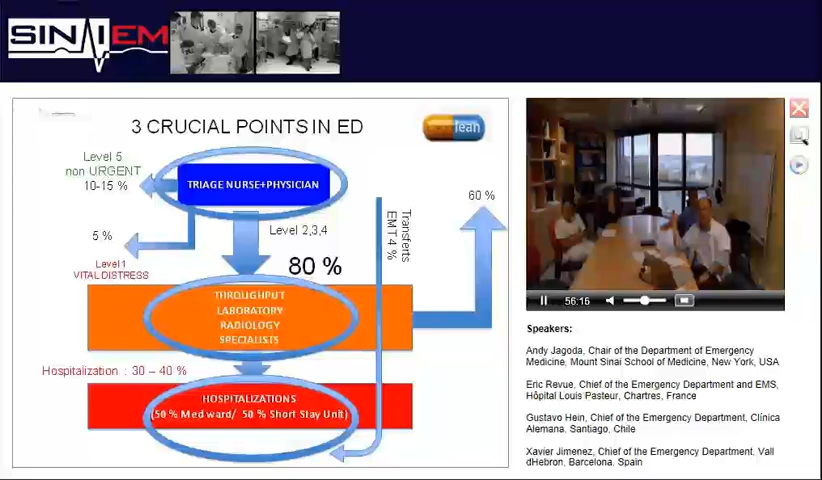 SINAIEM
3 CRUCIAL POINTS IN ED
lean
Level 5
non URGENT
10-15 %
TRIAGE NURSE+PHYSICIAN
60 %
Transferts
EMT 4 %
5 %
Level 1
VITAL DISTRESS
Level 2,3,4
80 %
THROUGHPUT
LABORATORY
RADIOLOGY
SPECIALISTS
Hospitalization : 30 – 40 %
HOSPITALIZATIONS
(50 % Med ward/ 50 % Short Stay Unit)
56:16
Speakers:
Andy Jagoda, Chair of the Department of Emergency
Medicine, Mount Sinai School of Medicine, New York, USA
Eric Revue, Chief of the Emergency Department and EMS,
Hôpital Louis Pasteur, Chartres, France
Gustavo Hein, Chief of the Emergency Department, Clínica
Alemana. Santiago, Chile
Xavier Jimenez, Chief of the Emergency Department, Vall
dHebron, Barcelona. Spain